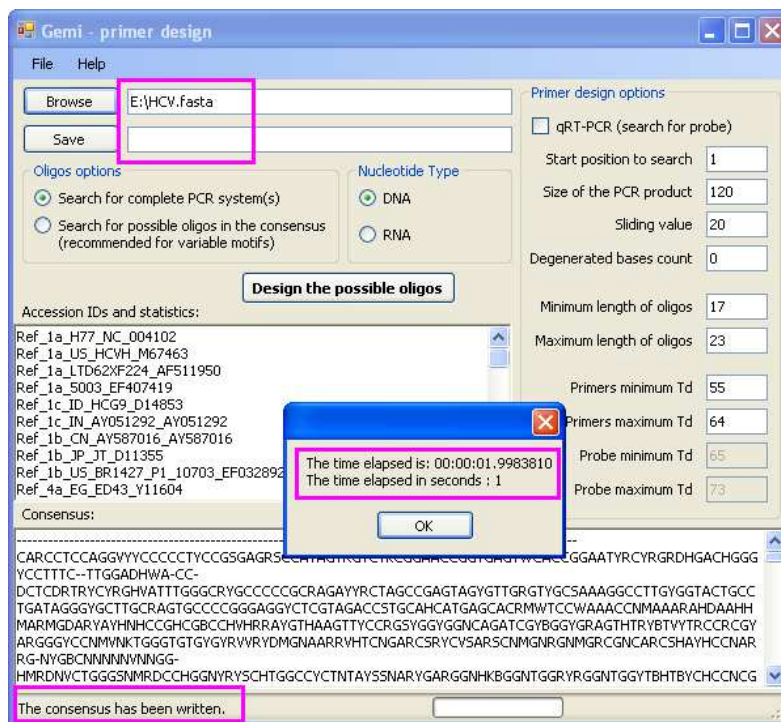 Gemi - primer design
File Help
Browse E:\HCV.fasta
Save
Oligos options
Search for complete PCR system(s)
Search for possible oligos in the consensus
(recommended for variable motifs)
Nucleotide Type
DNA
RNA
Design the possible oligos
Primer design options
qRT-PCR (search for probe)
Start position to search 1
Size of the PCR product 120
Sliding value 20
Degenerated bases count 0
Minimum length of oligos 17
Maximum length of oligos 23
Primers minimum Td 55
Primers maximum Td 64
Probe minimum Td 65
Probe maximum Td 73
Accession IDs and statistics:
Ref_1a_H77_NC_004102
Ref_1a_US_HCVH_M67463
Ref_1a_LTD62XF224_AF511950
Ref_1a_5003_EF407419
Ref_1c_ID_HCG9_D14853
Ref_1c_IN_AY051292_AY051292
Ref_1b_CN_AY587016_AY587016
Ref_1b_JP_JT_D11355
Ref_1b_US_BR1427_P1_10703_EF032892
Ref_4a_EG_ED43_Y11604
The time elapsed is: 00:00:01.9983810
The time elapsed in seconds : 1
OK
Consensus:
YCCTTTC--TTGGADHWA-CC-
DCTCDRTRYCYRGHVATTTGGGCRYGCCCCCGCRAGAYYRCTAGCCGAGTAGYGTTGRGTYGCSAAAGGCCTTGYGGTACTGCC
TGATAGGGYGCTTGCRAGTGCCCCGGGAGGYCTCGTAGACCSTGCAHCATGAGCACRMWTCCWAAACCNMAAARAHDAAHH
MARMGDARYAYHNHCCGHCGBCCHVHRRAYGTHAAGTTYCCRGSYGGYGGNCAGATCGYBGGYGRAGTHTRYBTVYTRCCRCGY
ARGGGYCCNMVNKTGGGTGTGYGYRVVRYDMGNAARRVHTCNGARCSRYCVSARSCNMGNRGNMGRCGNCARCSHAYHCCNAR
RG-NYGBCNNNNNVNNGG-
HMRDNVCTGGGSNMRDCCHGGNYRYSCHTGGCCYCTNTAYSSNARYGARGGNHKBGGNTGGRYRGGNTGGYTBHTBYCHCCNCG
The consensus has been written.